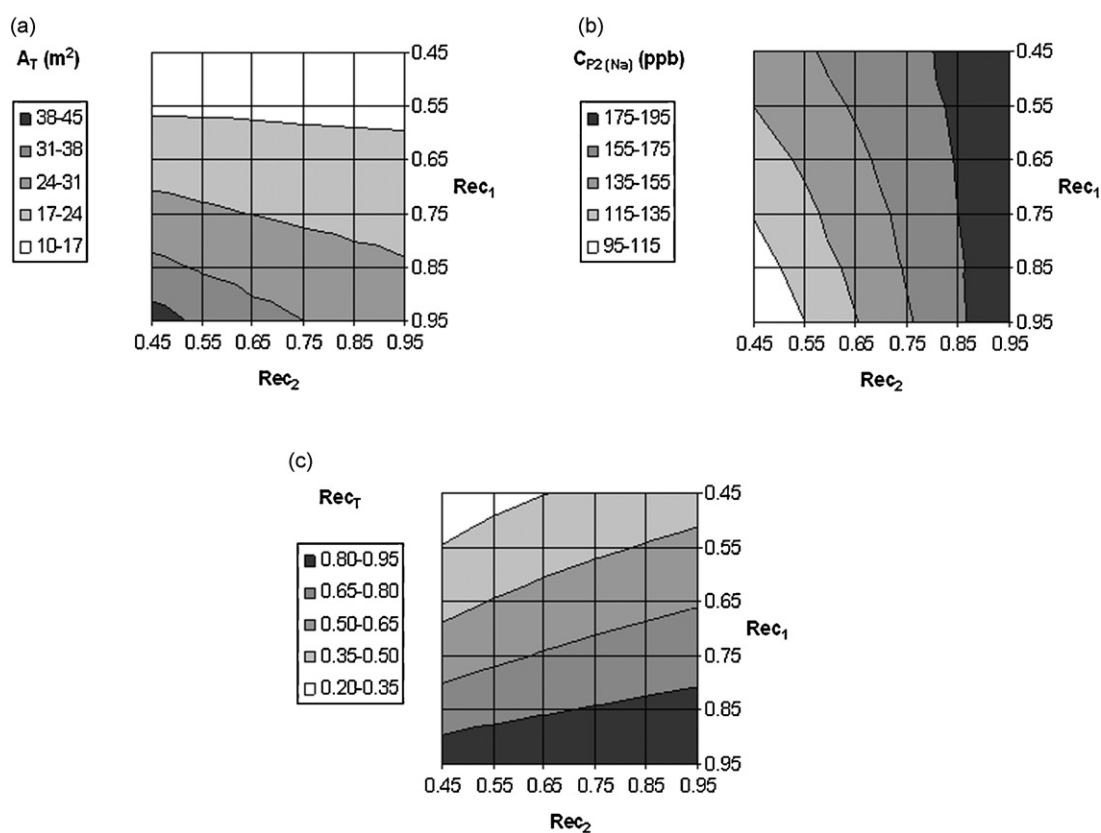 (a)
A_T (m²)
38-45
31-38
24-31
17-24
10-17
0.45
0.55
0.65
0.75
0.85
0.95
Rec₁
0.45 0.55 0.65 0.75 0.85 0.95
Rec₂
(b)
C_P2(Na) (ppb)
175-195
155-175
135-155
115-135
95-115
0.45
0.55
0.65
0.75
0.85
0.95
Rec₁
0.45 0.55 0.65 0.75 0.85 0.95
Rec₂
(c)
Rec_T
0.80-0.95
0.65-0.80
0.50-0.65
0.35-0.50
0.20-0.35
0.45
0.55
0.65
0.75
0.85
0.95
Rec₁
0.45 0.55 0.65 0.75 0.85 0.95
Rec₂